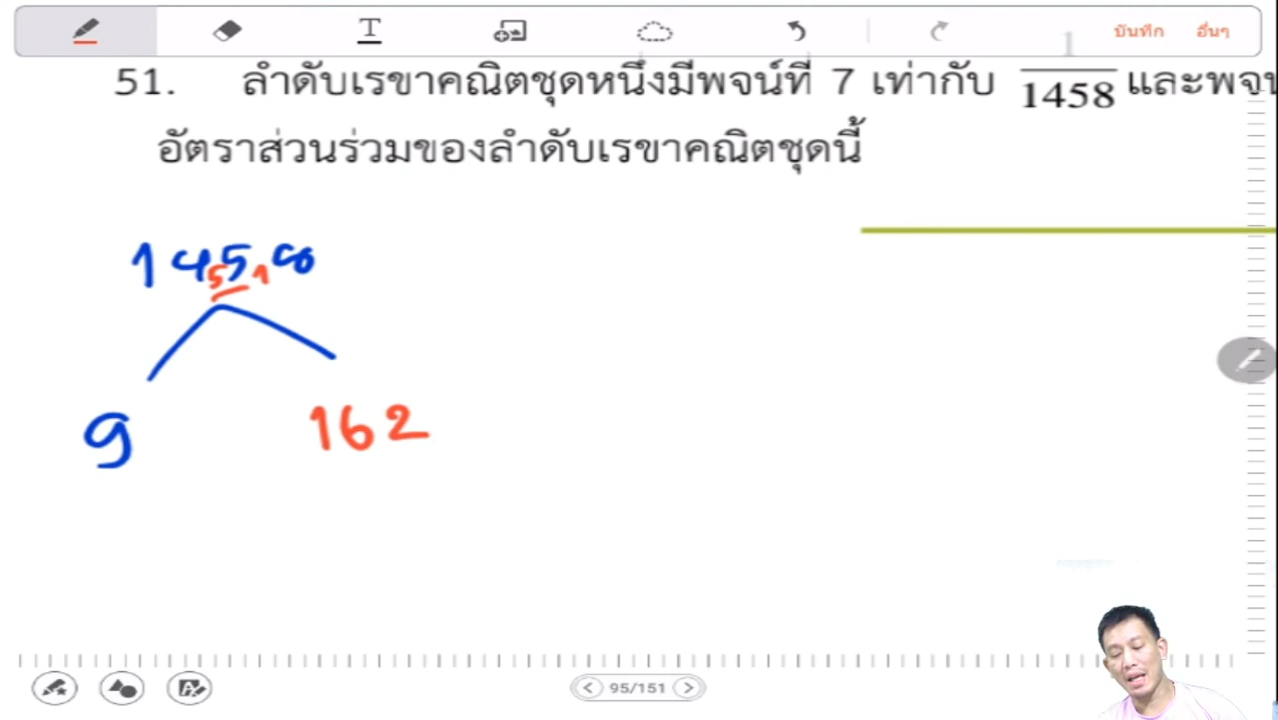 T บันทึก อื่นๆ
51. ลำดับเรขาคณิตชุดหนึ่งมีพจน์ที่ 7 เท่ากับ 1/1458 และพจน
อัตราส่วนร่วมของลำดับเรขาคณิตชุดนี้
1458
5 1
9 162
95/151